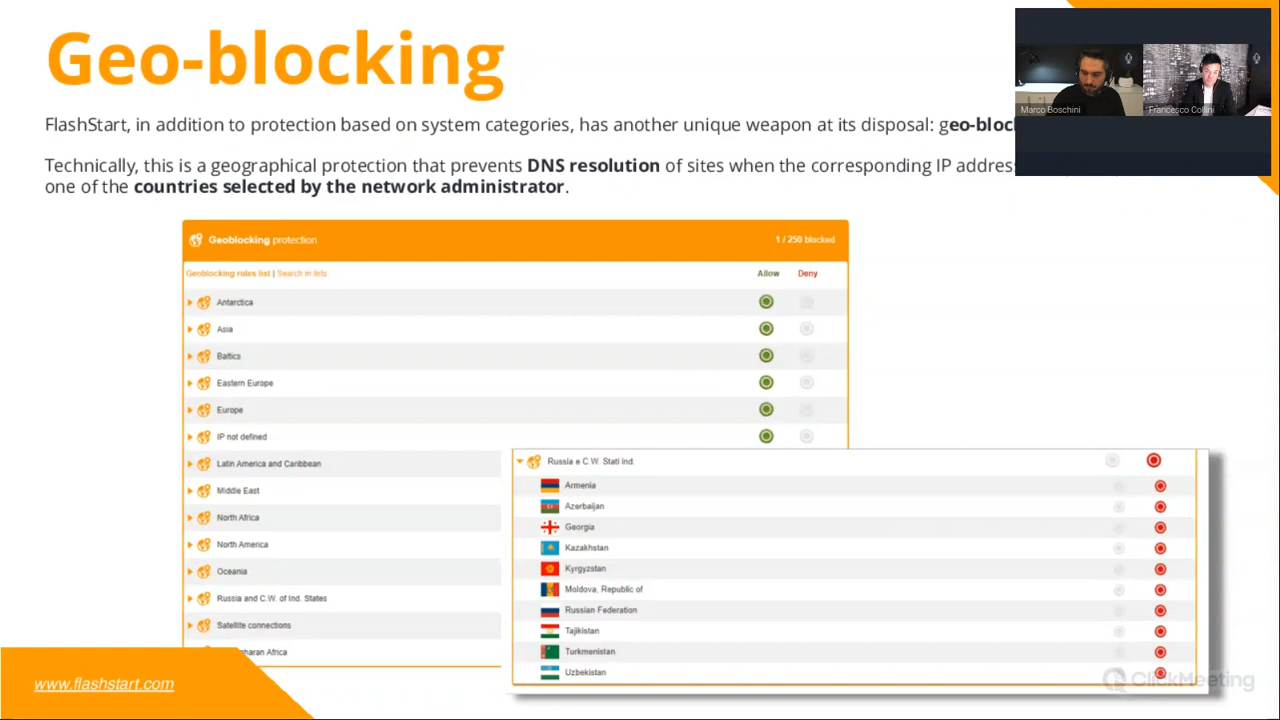 Geo-blocking
Marco Boschini
Francesco Collini
FlashStart, in addition to protection based on system categories, has another unique weapon at its disposal: geo-bloc
Technically, this is a geographical protection that prevents DNS resolution of sites when the corresponding IP addres
one of the countries selected by the network administrator.
Geoblocking protection
1 / 250 blocked
Geoblocking rules list | Search in lists
Allow
Deny
Antarctica
Asia
Baltics
Eastern Europe
Europe
IP not defined
Latin America and Caribbean
Middle East
North Africa
North America
Oceania
Russia and C.W. of Ind. States
Satellite connections
haran Africa
Russia e C.W. Stati Ind.
Armenia
Azerbaijan
Georgia
Kazakhstan
Kyrgyzstan
Moldova, Republic of
Russian Federation
Tajikistan
Turkmenistan
Uzbekistan
www.flashstart.com
ClickMeeting